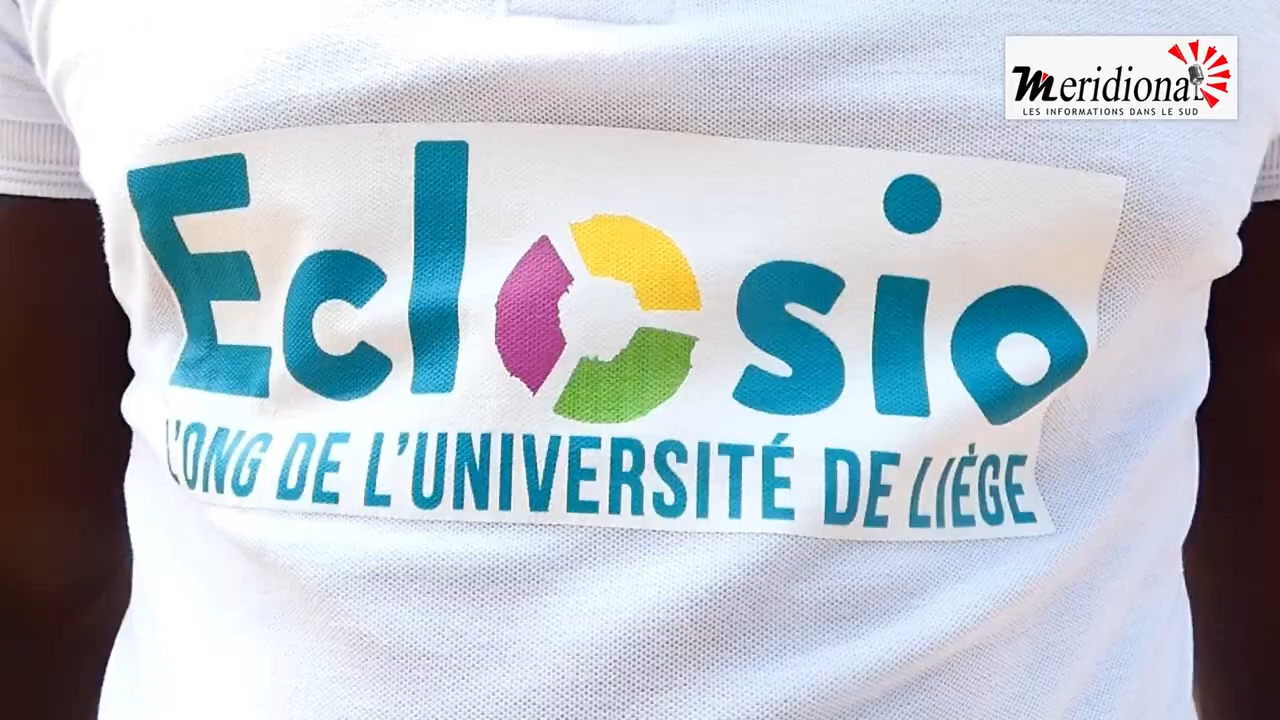 Meridional
LES INFORMATIONS DANS LE SUD
Eclosio
L'ONG DE L'UNIVERSITÉ DE LIÈGE